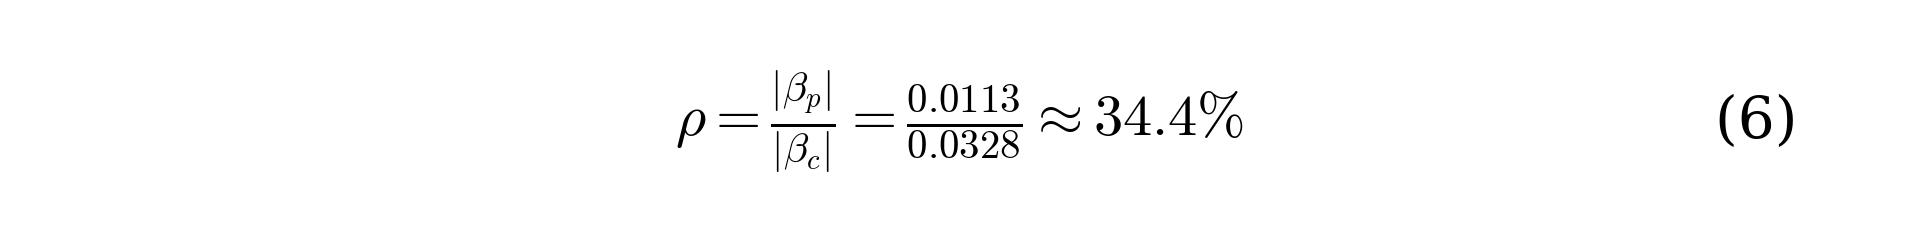 ρ = |β_p| / |β_c| = 0.0113 / 0.0328 ≈ 34.4% (6)